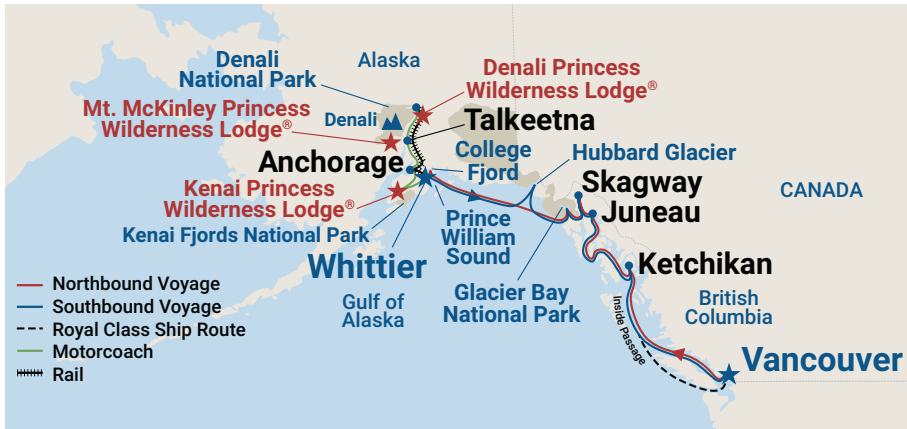 Denali
National Park
Alaska
Denali Princess
Wilderness Lodge®
Mt. McKinley Princess
Wilderness Lodge®
Denali
Talkeetna
Anchorage
College
Fjord
Hubbard Glacier
Kenai Princess
Wilderness Lodge®
Skagway
Juneau
CANADA
Kenai Fjords National Park
Prince
William
Sound
Whittier
Ketchikan
Glacier Bay
National Park
Gulf of
Alaska
British
Columbia
Inside Passage
Vancouver
Northbound Voyage
Southbound Voyage
Royal Class Ship Route
Motorcoach
Rail